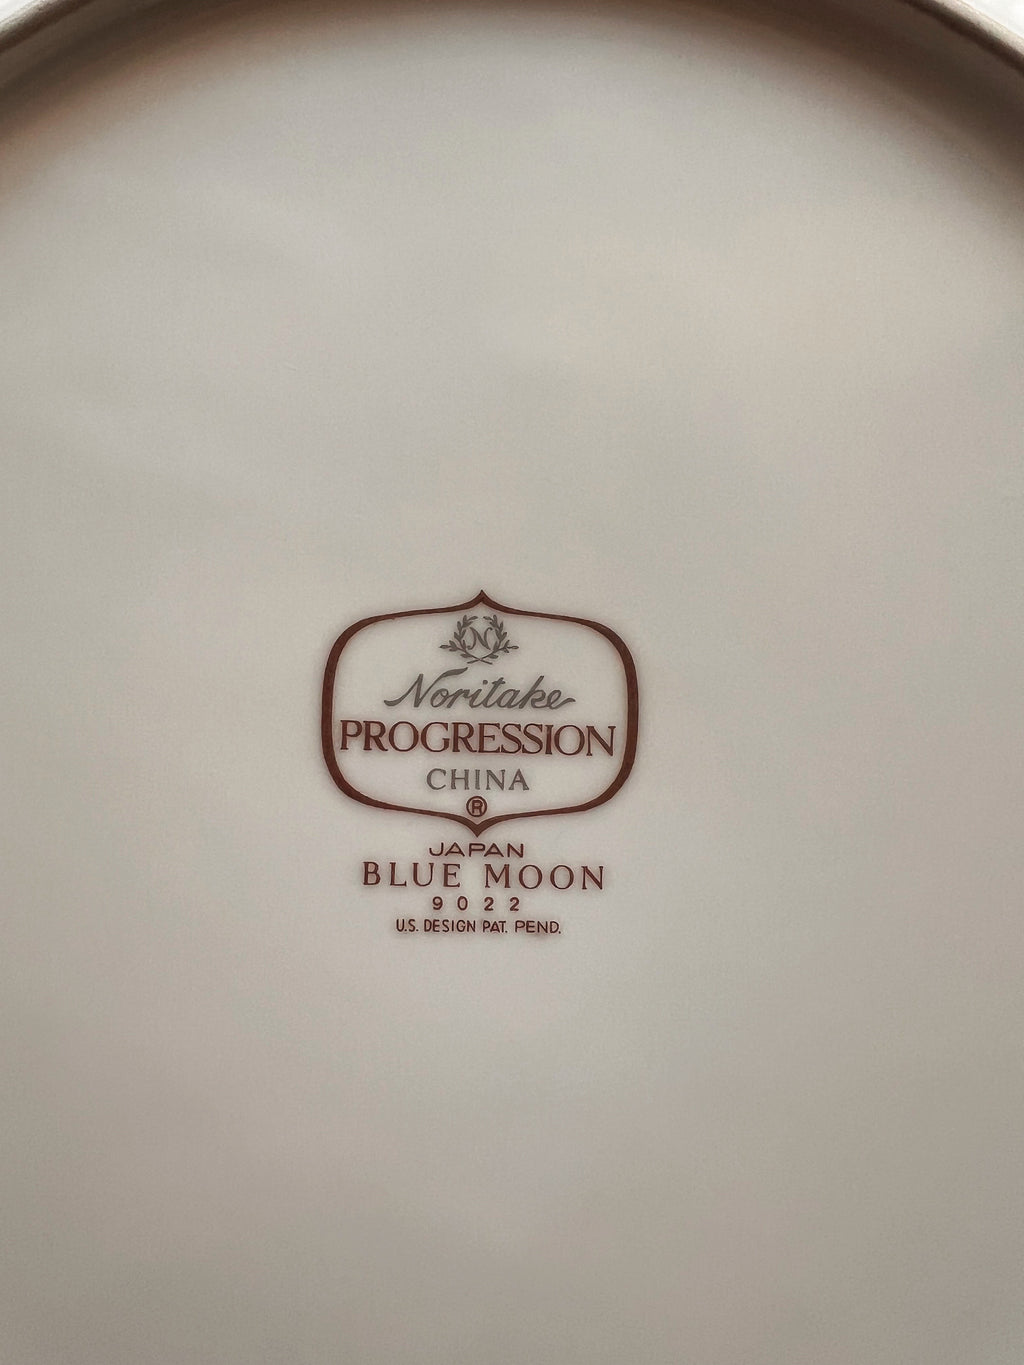 N
Noritake
PROGRESSION
CHINA
®
JAPAN
BLUE MOON
9022
U.S. DESIGN PAT. PEND.